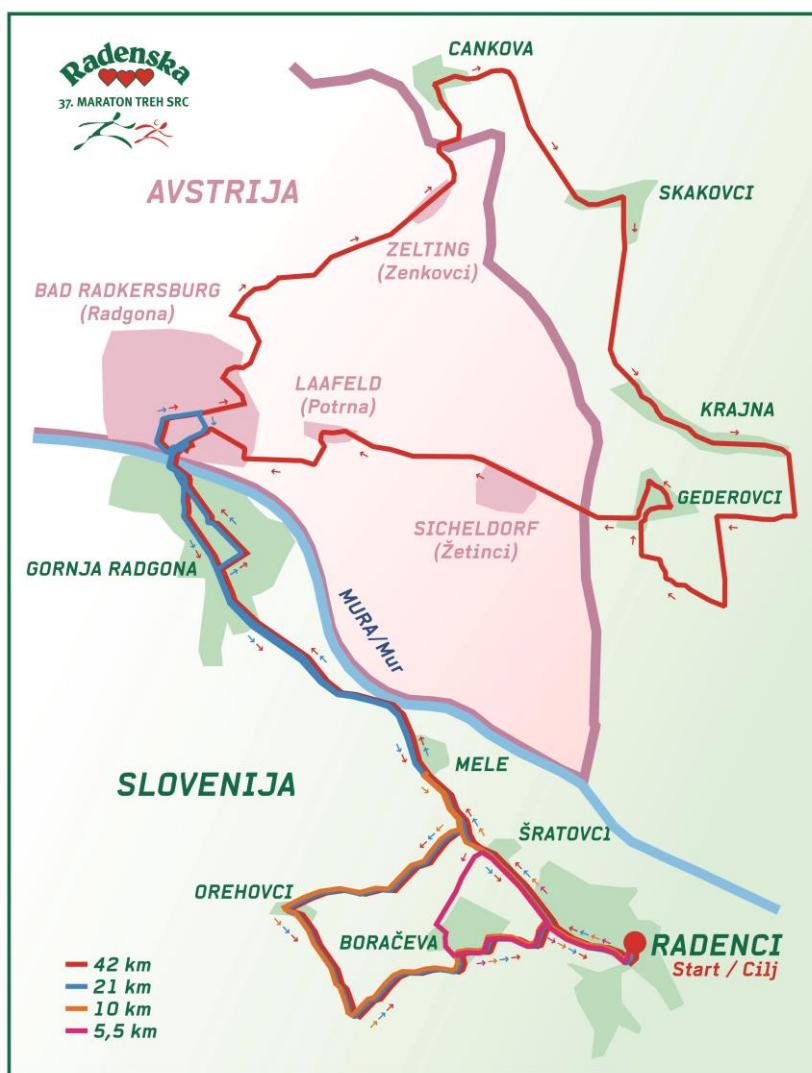 Radenska
37. MARATON TREH SRC
CANKOVA
AVSTRIJA
SKAKOVCI
ZELTING
(Zenkovci)
BAD RADKERSBURG
(Radgona)
LAAFELD
(Potrna)
KRAJNA
GEDEROVCI
SICHELDORF
(Žetinci)
GORNJA RADGONA
MURA/Mur
MELE
SLOVENIJA
ŠRATOVCI
OREHOVCI
BORAČEVA
RADENCI
Start / Cilj
42 km
21 km
10 km
5,5 km